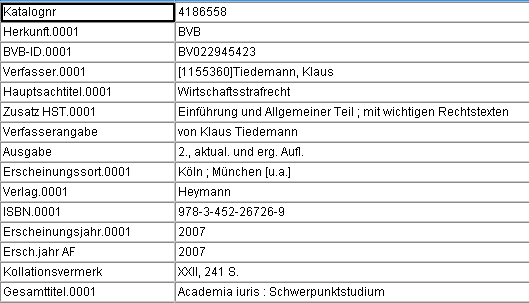 Katalognr 4186558
Herkunft.0001 BVB
BVB-ID.0001 BV022945423
Verfasser.0001 [1155360]Tiedemann, Klaus
Hauptsachtitel.0001 Wirtschaftsstrafrecht
Zusatz HST.0001 Einführung und Allgemeiner Teil ; mit wichtigen Rechtstexten
Verfasserangabe von Klaus Tiedemann
Ausgabe 2., aktual. und erg. Aufl.
Erscheinungssort.0001 Köln ; München [u.a.]
Verlag.0001 Heymann
ISBN.0001 978-3-452-26726-9
Erscheinungsjahr.0001 2007
Ersch.jahr AF 2007
Kollationsvermerk XXII, 241 S.
Gesamttitel.0001 Academia iuris : Schwerpunktstudium